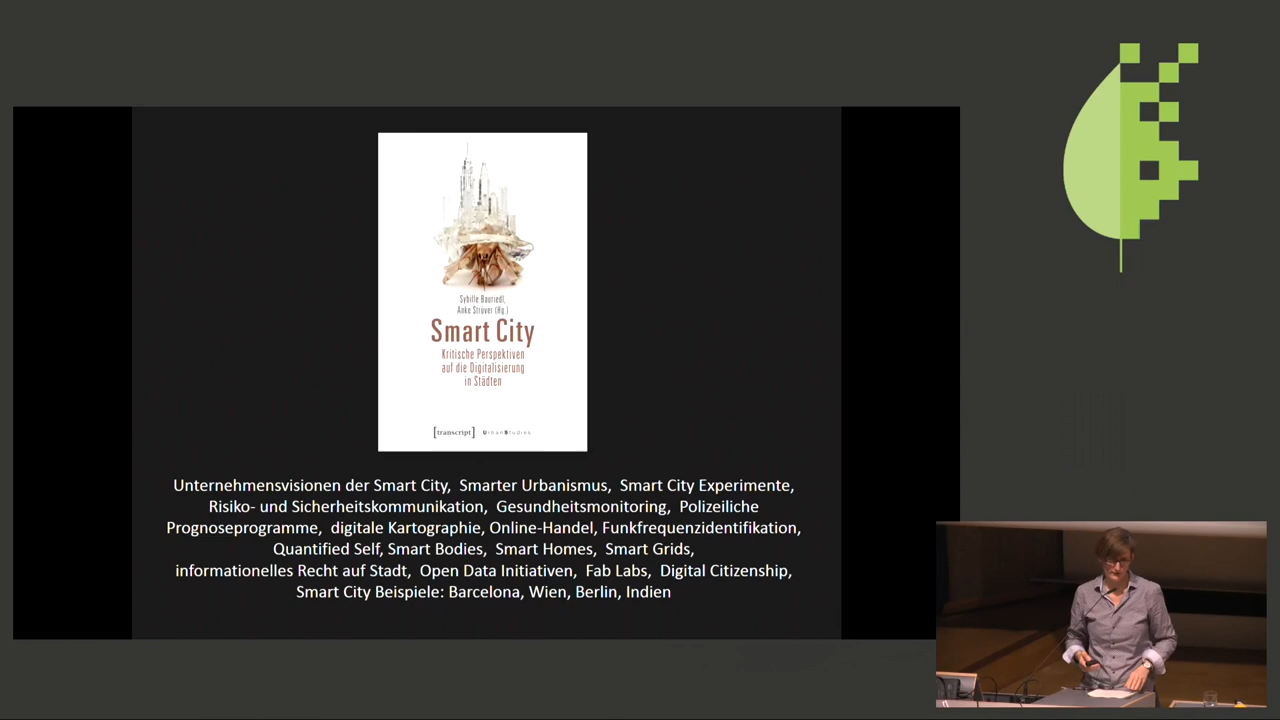 Sybille Bauriedl,
Anke Strüver (Hg.)
Smart City
Kritische Perspektiven
auf die Digitalisierung
in Städten
[transcript] UrbanStudies
Unternehmensvisionen der Smart City, Smarter Urbanismus, Smart City Experimente,
Risiko- und Sicherheitskommunikation, Gesundheitsmonitoring, Polizeiliche
Prognoseprogramme, digitale Kartographie, Online-Handel, Funkfrequenzidentifikation,
Quantified Self, Smart Bodies, Smart Homes, Smart Grids,
informationelles Recht auf Stadt, Open Data Initiativen, Fab Labs, Digital Citizenship,
Smart City Beispiele: Barcelona, Wien, Berlin, Indien